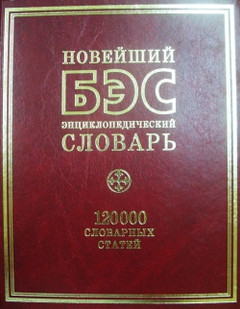 НОВЕЙШИЙ
БЭС
ЭНЦИКЛОПЕДИЧЕСКИЙ
СЛОВАРЬ
120000
СЛОВАРНЫХ
СТАТЕЙ